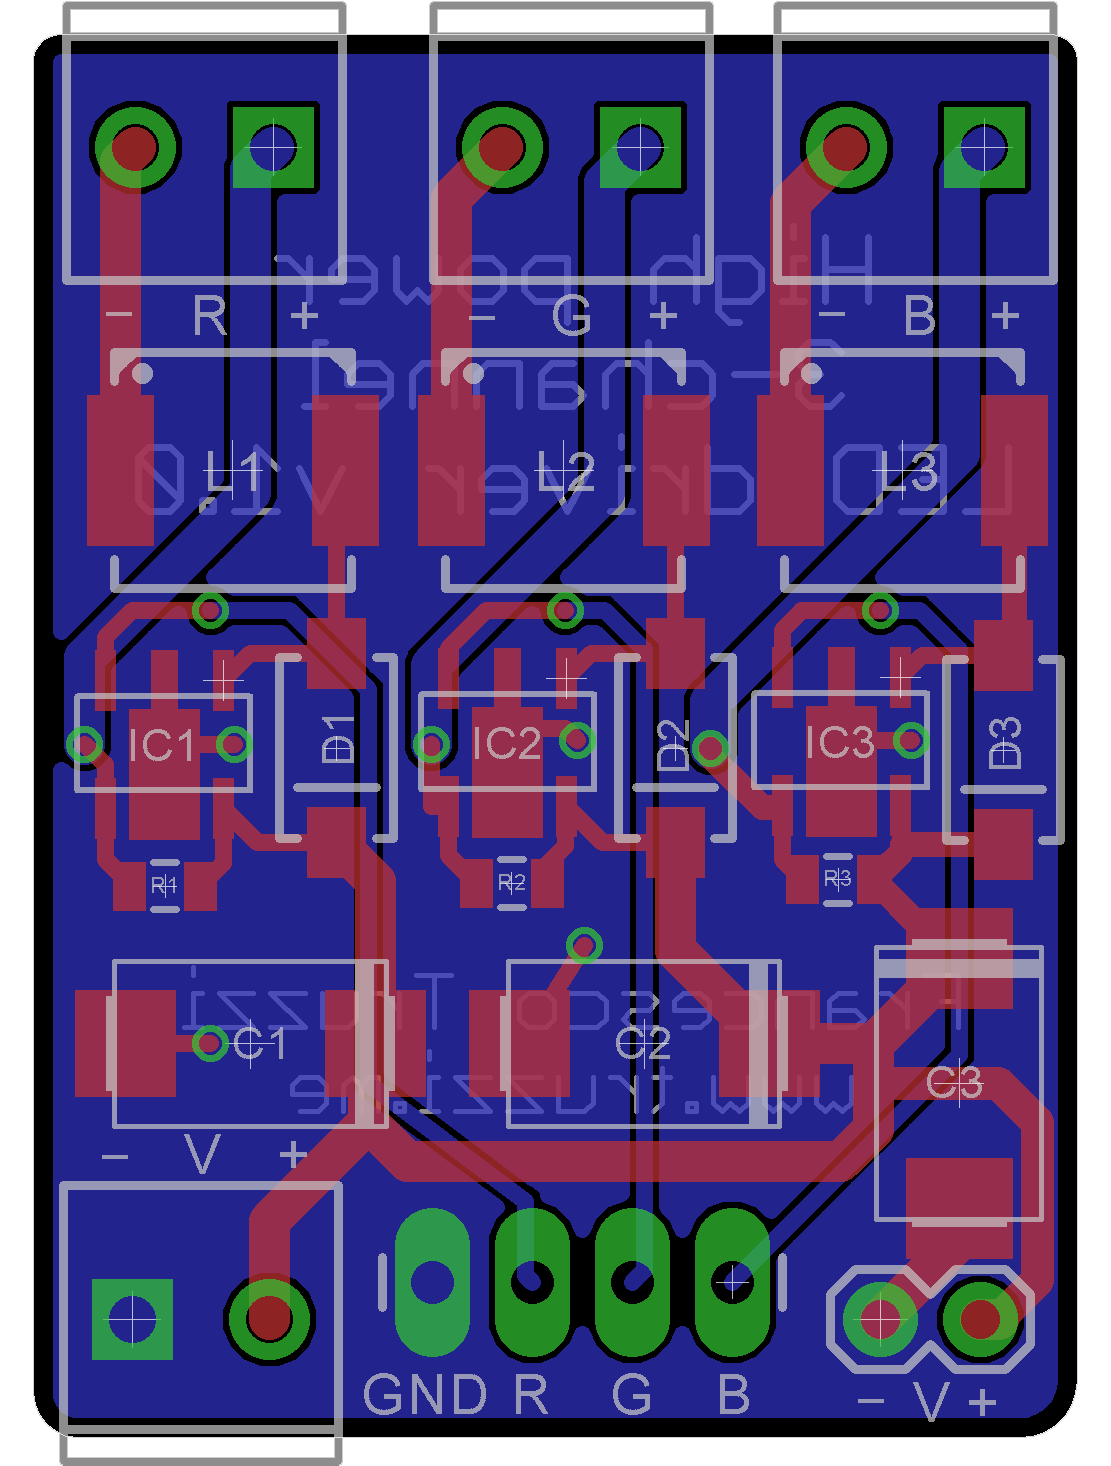 - R + - G + - B +
High power
3-channel
LED driver v1.0
L1 L2 L3
IC1 D1 IC2 D2 IC3 D3
R1 R2 R3
Francesco Truzzi
C1 C2 C3
www.truzzi.me
- V +
GND R G B - V +